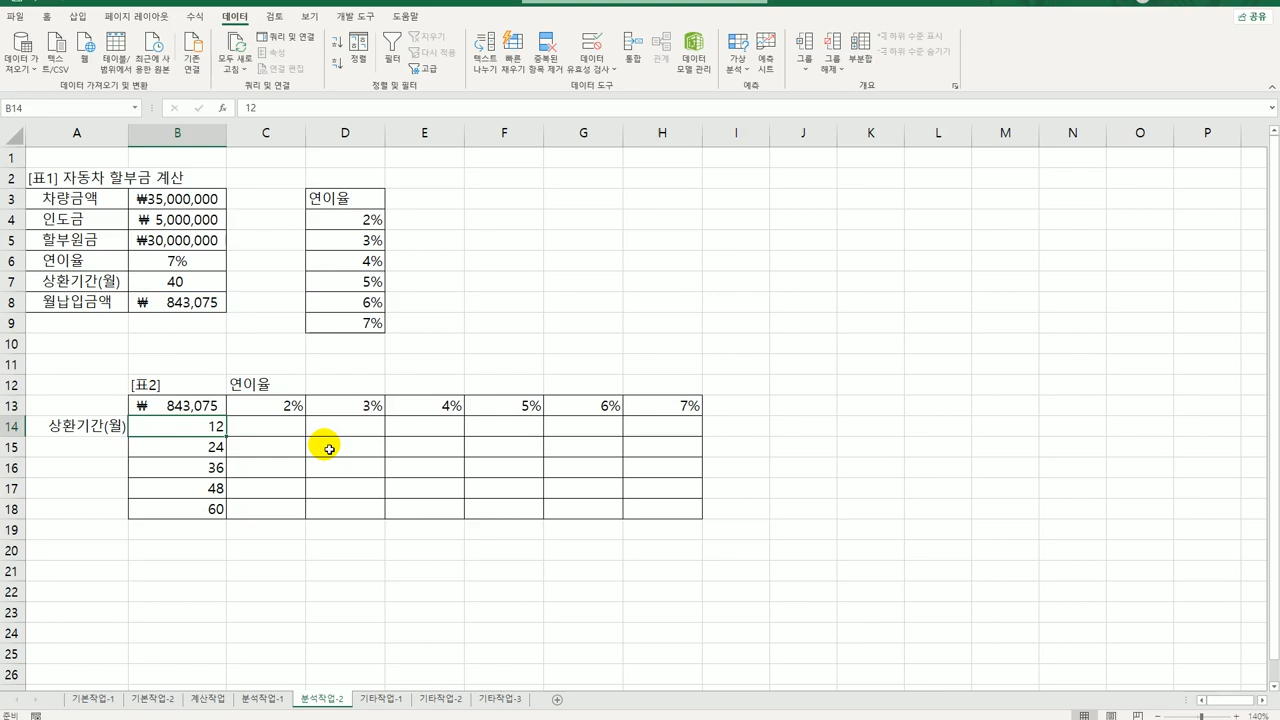 파일 홈 삽입 페이지 레이아웃 수식 데이터 검토 보기 개발 도구 도움말 공유
데이터 가져오기 텍스트/CSV 웹 테이블/범위에서 최근에 사용한 원본 기존 연결
모두 새로 고침 쿼리 및 연결 속성 연결 편집
정렬 필터 지우기 다시 적용 고급
텍스트 나누기 빠른 채우기 중복된 항목 제거 데이터 유효성 검사 통합 관계 데이터 모델 관리
가상 분석 예측 시트 그룹 그룹 해제 부분합 하위 수준 표시 하위 수준 숨기기
데이터 가져오기 및 변환 쿼리 및 연결 정렬 및 필터 데이터 도구 예측 개요
B14 fx 12
A B C D E F G H I J K L M N O P
1
2 [표1] 자동차 할부금 계산
3 차량금액 ₩35,000,000 연이율
4 인도금 ₩ 5,000,000 2%
5 할부원금 ₩30,000,000 3%
6 연이율 7% 4%
7 상환기간(월) 40 5%
8 월납입금액 ₩ 843,075 6%
9 7%
10
11
12 [표2] 연이율
13 ₩ 843,075 2% 3% 4% 5% 6% 7%
14 상환기간(월) 12
15 24
16 36
17 48
18 60
19
20
21
22
23
24
25
26
기본작업-1 기본작업-2 계산작업 분석작업-1 분석작업-2 기타작업-1 기타작업-2 기타작업-3
준비 140%